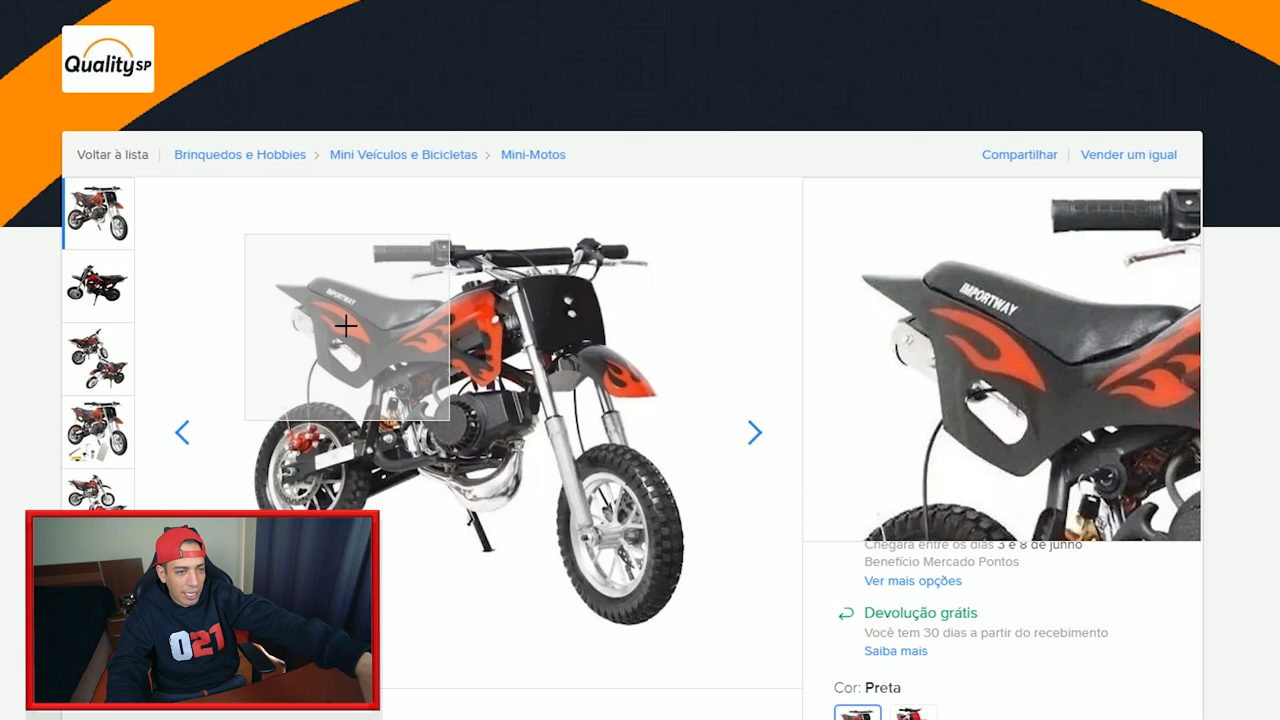 QualitySP
Voltar à lista
Brinquedos e Hobbies > Mini Veículos e Bicicletas > Mini-Motos
Compartilhar
Vender um igual
IMPORTWAY
IMPORTWAY
Chegará entre os dias 3 e 8 de junho
Benefício Mercado Pontos
Ver mais opções
Devolução grátis
Você tem 30 dias a partir do recebimento
Saiba mais
021
Cor: Preta